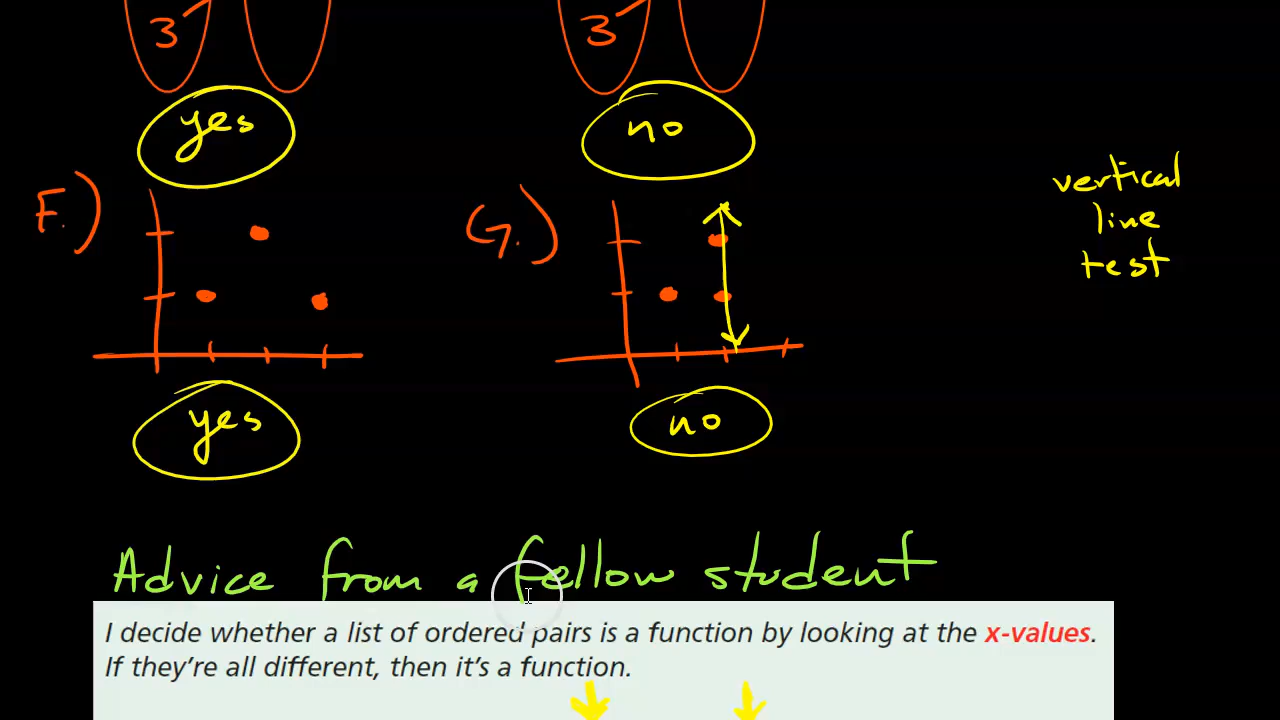 3 3
yes no
F.) G.) vertical
line
test
yes no
Advice from a fellow student
I decide whether a list of ordered pairs is a function by looking at the x-values.
If they're all different, then it's a function.